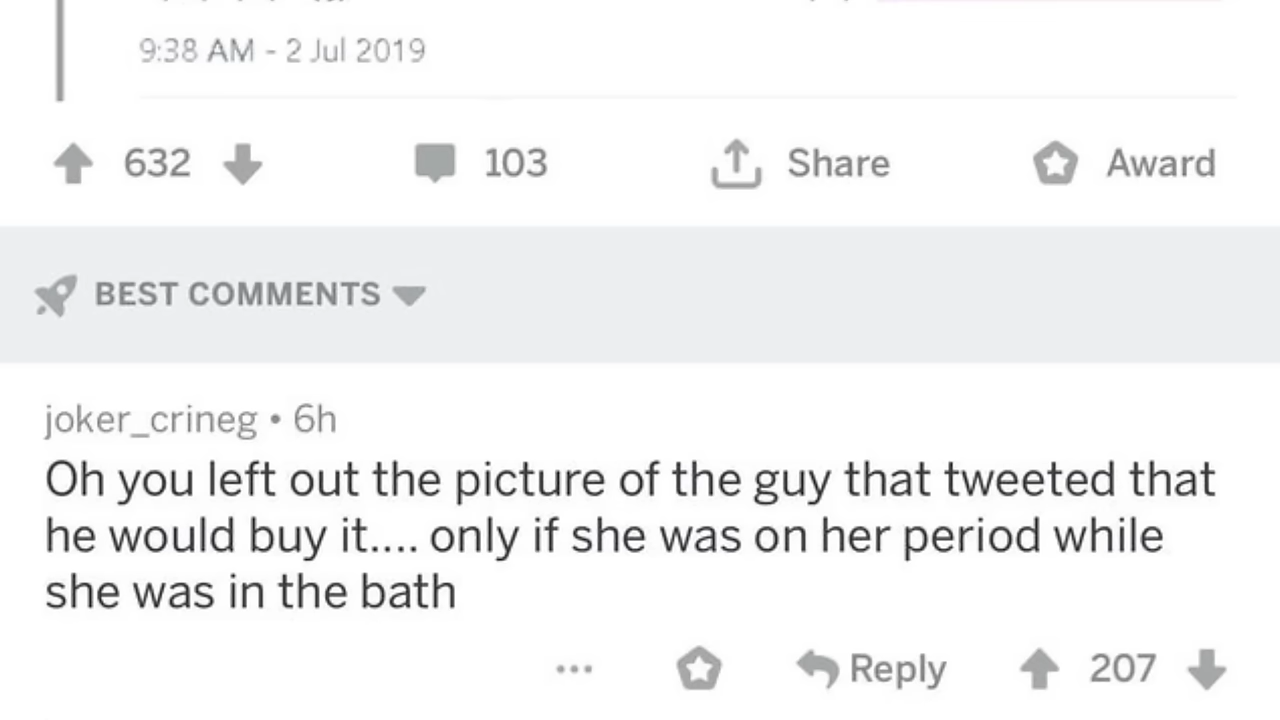 9:38 AM - 2 Jul 2019
632 103 Share Award
BEST COMMENTS
joker_crineg • 6h
Oh you left out the picture of the guy that tweeted that
he would buy it.... only if she was on her period while
she was in the bath
... Reply 207